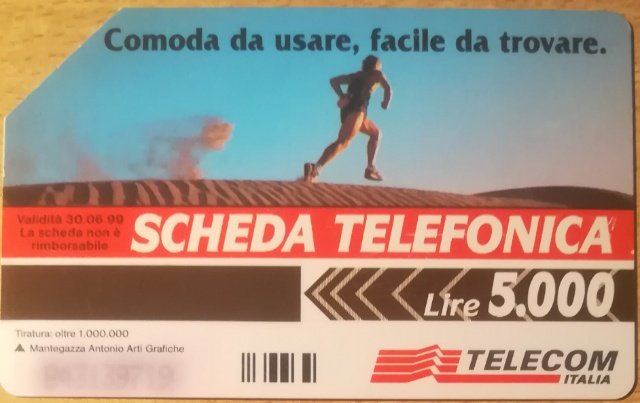 Comoda da usare, facile da trovare.
Validità 30.06.99
La scheda non è
rimborsabile
SCHEDA TELEFONICA
Lire 5.000
Tiratura: oltre 1.000.000
Mantegazza Antonio Arti Grafiche
TELECOM
ITALIA